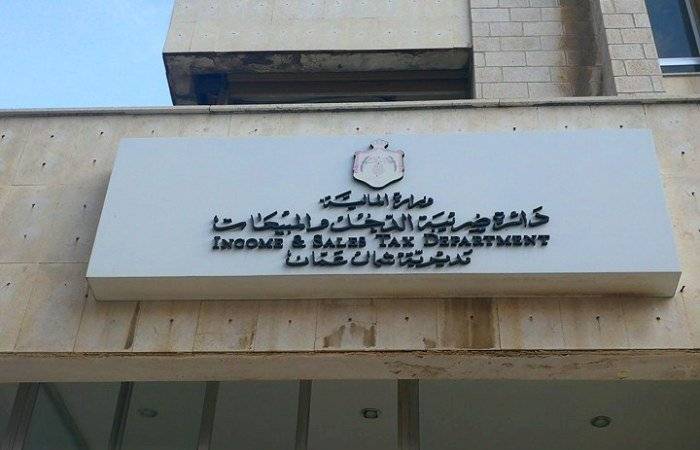 وزارة المالية
دائرة ضريبة الدخل والمبيعات
INCOME & SALES TAX DEPARTMENT
مديرية شمال عمان